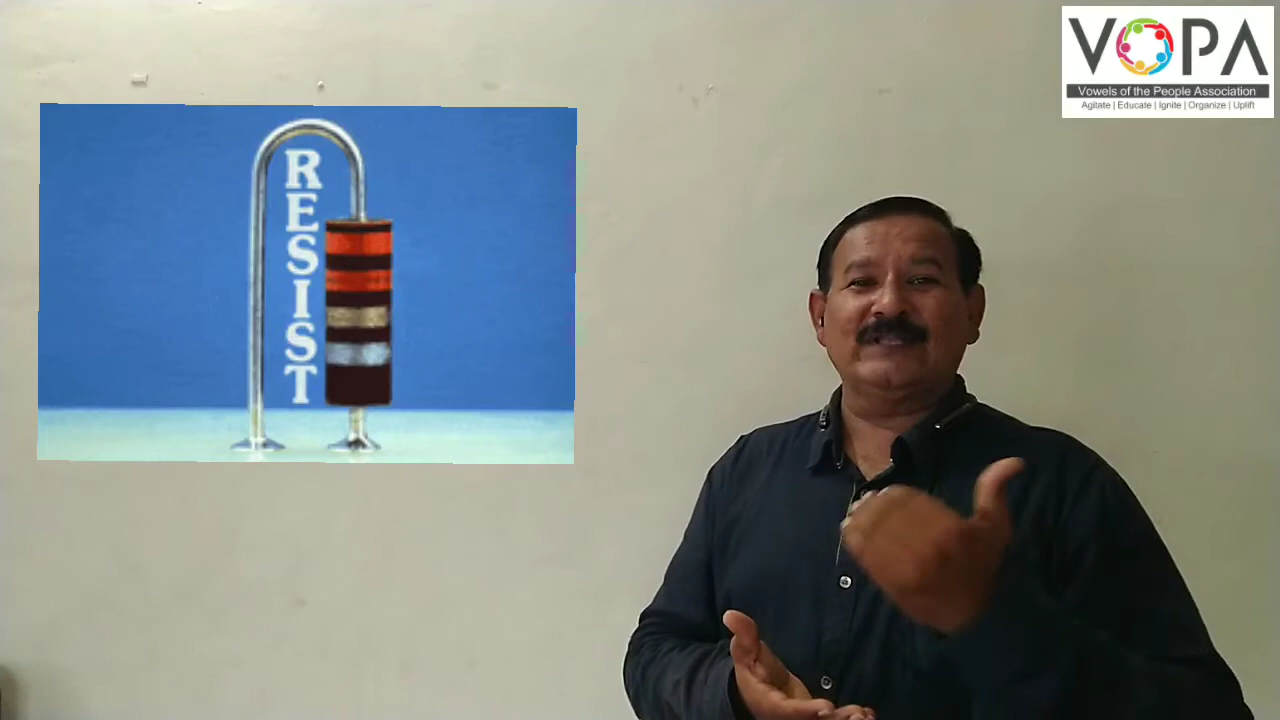 RESIST
VOPA
Vowels of the People Association
Agitate | Educate | Ignite | Organize | Uplift